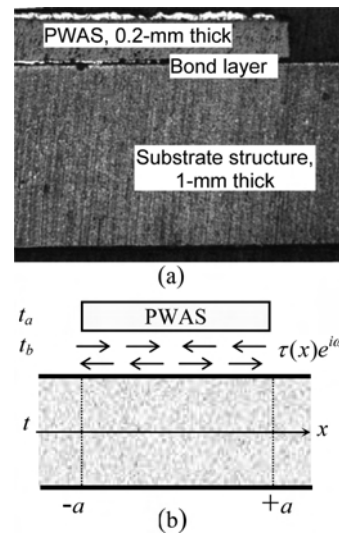 PWAS, 0.2-mm thick
Bond layer
Substrate structure,
1-mm thick
(a)
t_a PWAS
t_b τ(x)e^{iω
t x
-a +a
(b)